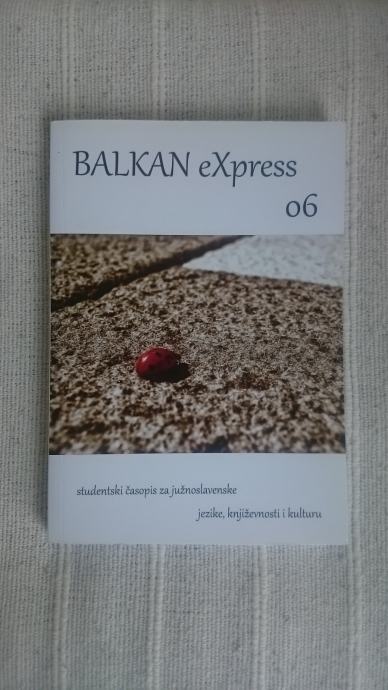 BALKAN eXpress
06
studentski časopis za južnoslavenske
jezike, književnosti i kulturu